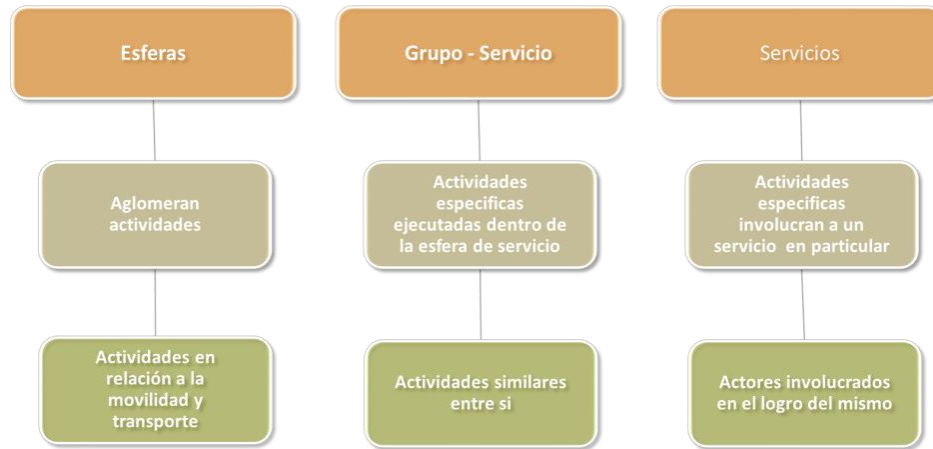 Esferas
Aglomeran
actividades
Actividades en
relación a la
movilidad y
transporte
Grupo - Servicio
Actividades
especificas
ejecutadas dentro de
la esfera de servicio
Actividades similares
entre si
Servicios
Actividades
especificas
involucran a un
servicio en particular
Actores involucrados
en el logro del mismo